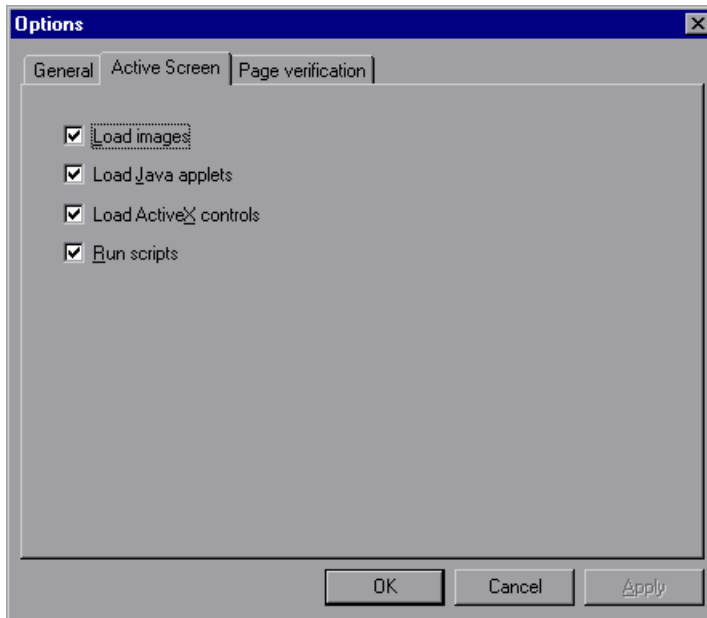 Options
General Active Screen Page verification
Load images
Load Java applets
Load ActiveX controls
Run scripts
OK Cancel Apply